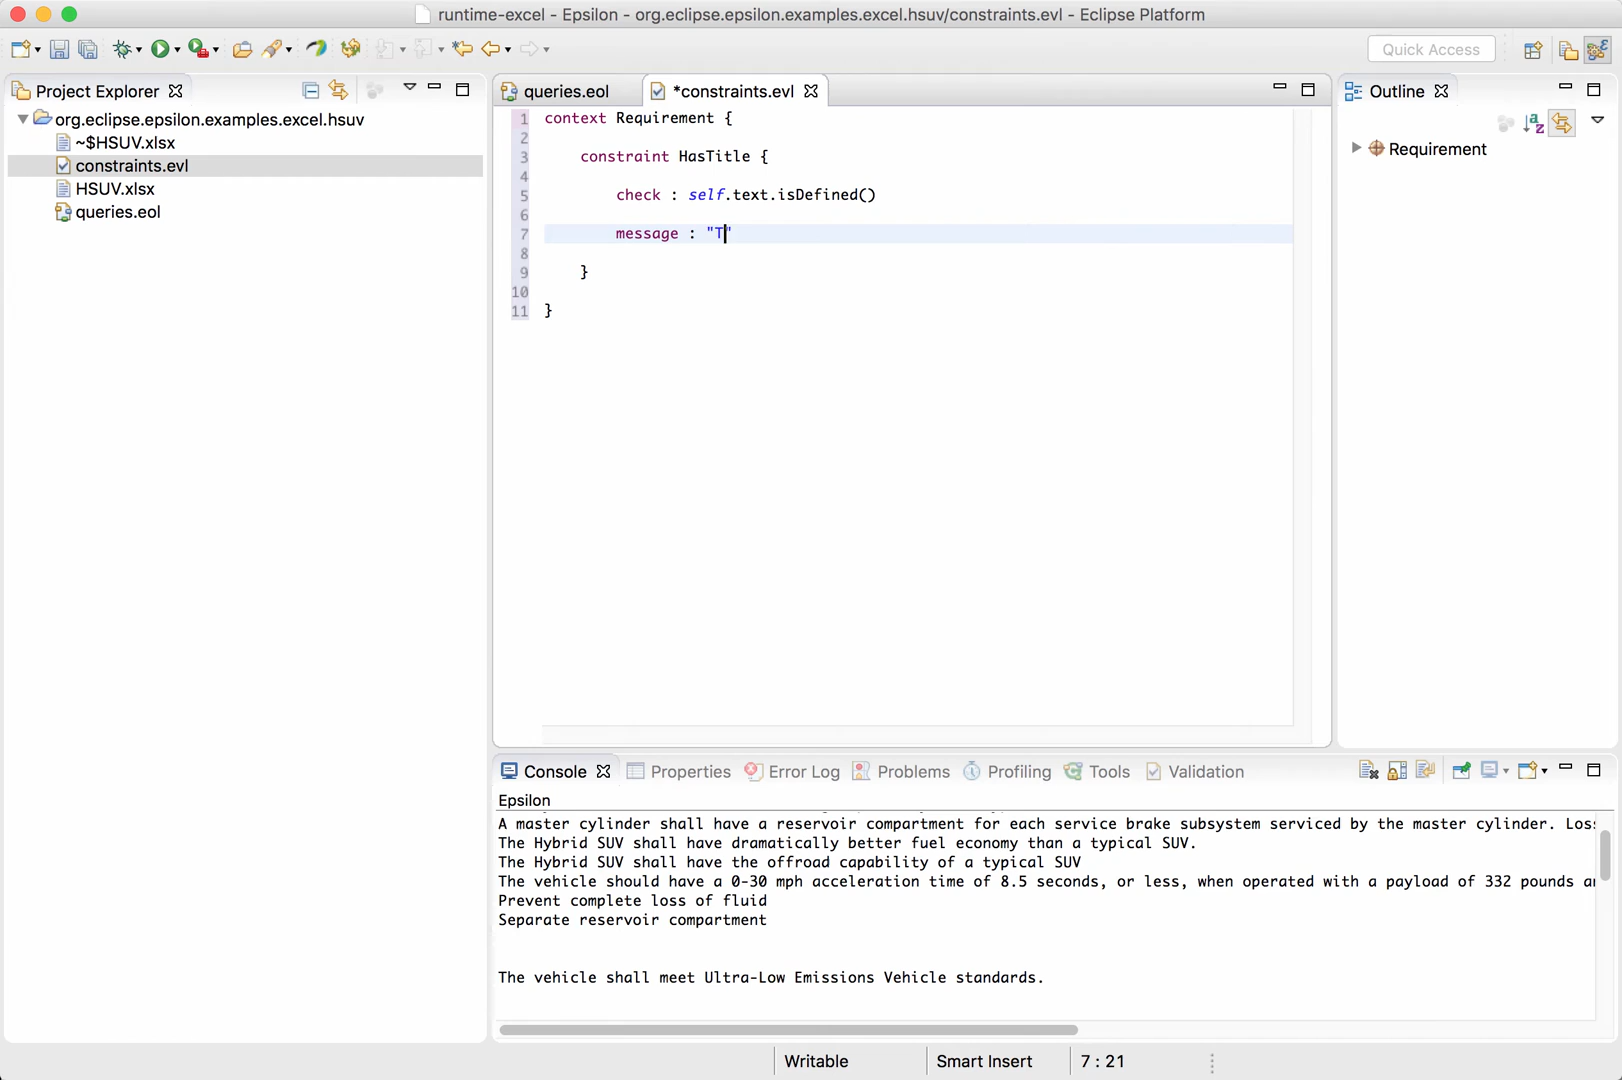 runtime-excel - Epsilon - org.eclipse.epsilon.examples.excel.hsuv/constraints.evl - Eclipse Platform
Quick Access
Project Explorer
org.eclipse.epsilon.examples.excel.hsuv
~$HSUV.xlsx
constraints.evl
HSUV.xlsx
queries.eol
queries.eol
*constraints.evl
1 context Requirement {
2
3 constraint HasTitle {
4
5 check : self.text.isDefined()
6
7 message : "T"
8
9 }
10
11 }
Outline
Requirement
Console
Properties
Error Log
Problems
Profiling
Tools
Validation
Epsilon
A master cylinder shall have a reservoir compartment for each service brake subsystem serviced by the master cylinder. Los
The Hybrid SUV shall have dramatically better fuel economy than a typical SUV.
The Hybrid SUV shall have the offroad capability of a typical SUV
The vehicle should have a 0-30 mph acceleration time of 8.5 seconds, or less, when operated with a payload of 332 pounds a
Prevent complete loss of fluid
Separate reservoir compartment
The vehicle shall meet Ultra-Low Emissions Vehicle standards.
Writable
Smart Insert
7 : 21